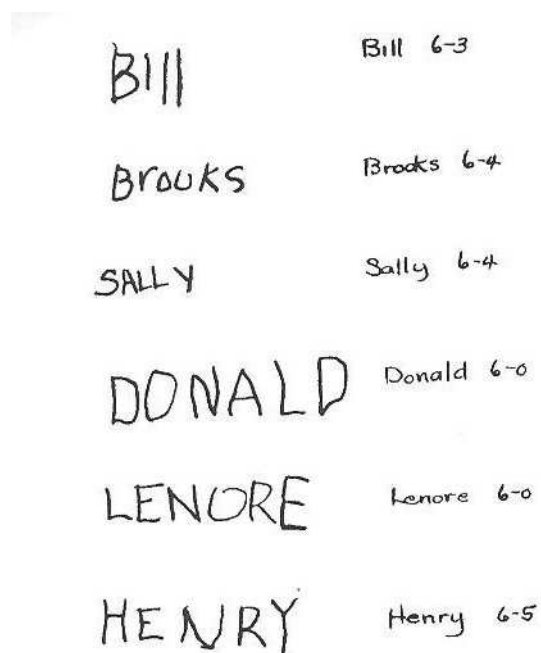 BIll Bill 6-3
Brooks Brooks 6-4
SALLY Sally 6-4
DONALD Donald 6-0
LENORE Lenore 6-0
HENRY Henry 6-5